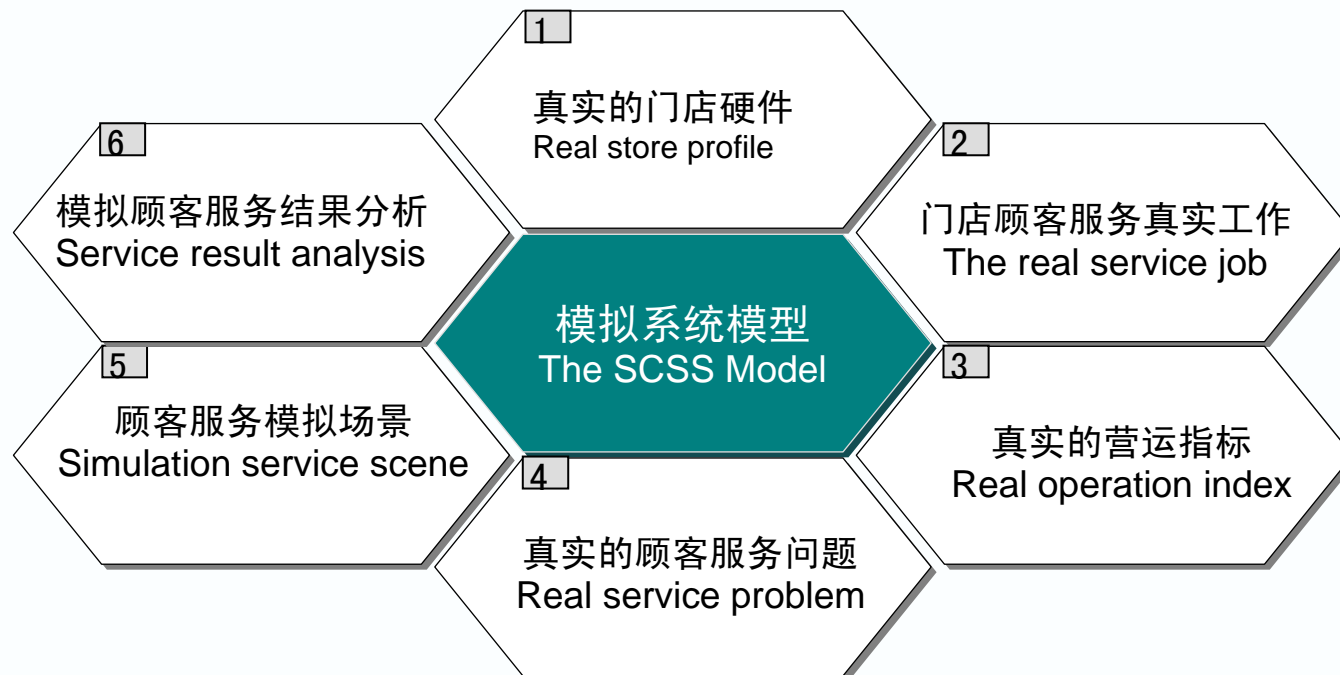 1
真实的门店硬件
Real store profile
2
门店顾客服务真实工作
The real service job
3
真实的营运指标
Real operation index
4
真实的顾客服务问题
Real service problem
5
顾客服务模拟场景
Simulation service scene
6
模拟顾客服务结果分析
Service result analysis
模拟系统模型
The SCSS Model